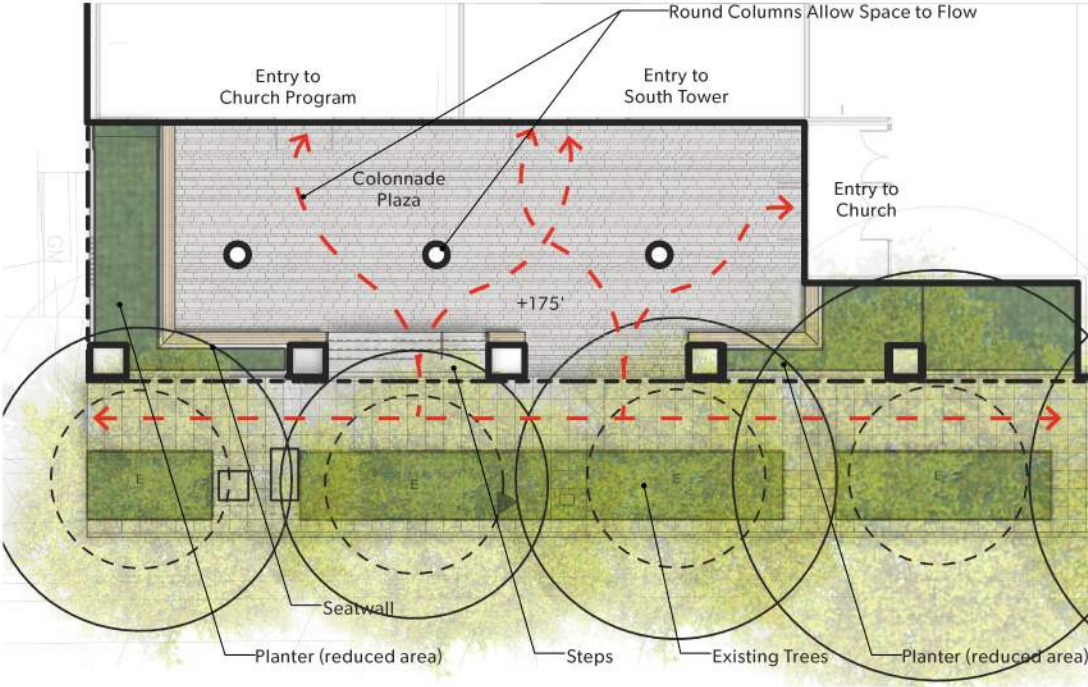 Round Columns Allow Space to Flow
Entry to
Church Program
Entry to
South Tower
Colonnade
Plaza
Entry to
Church
GM
+175'
E
E
E
E
Seatwall
Planter (reduced area)
Steps
Existing Trees
Planter (reduced area)